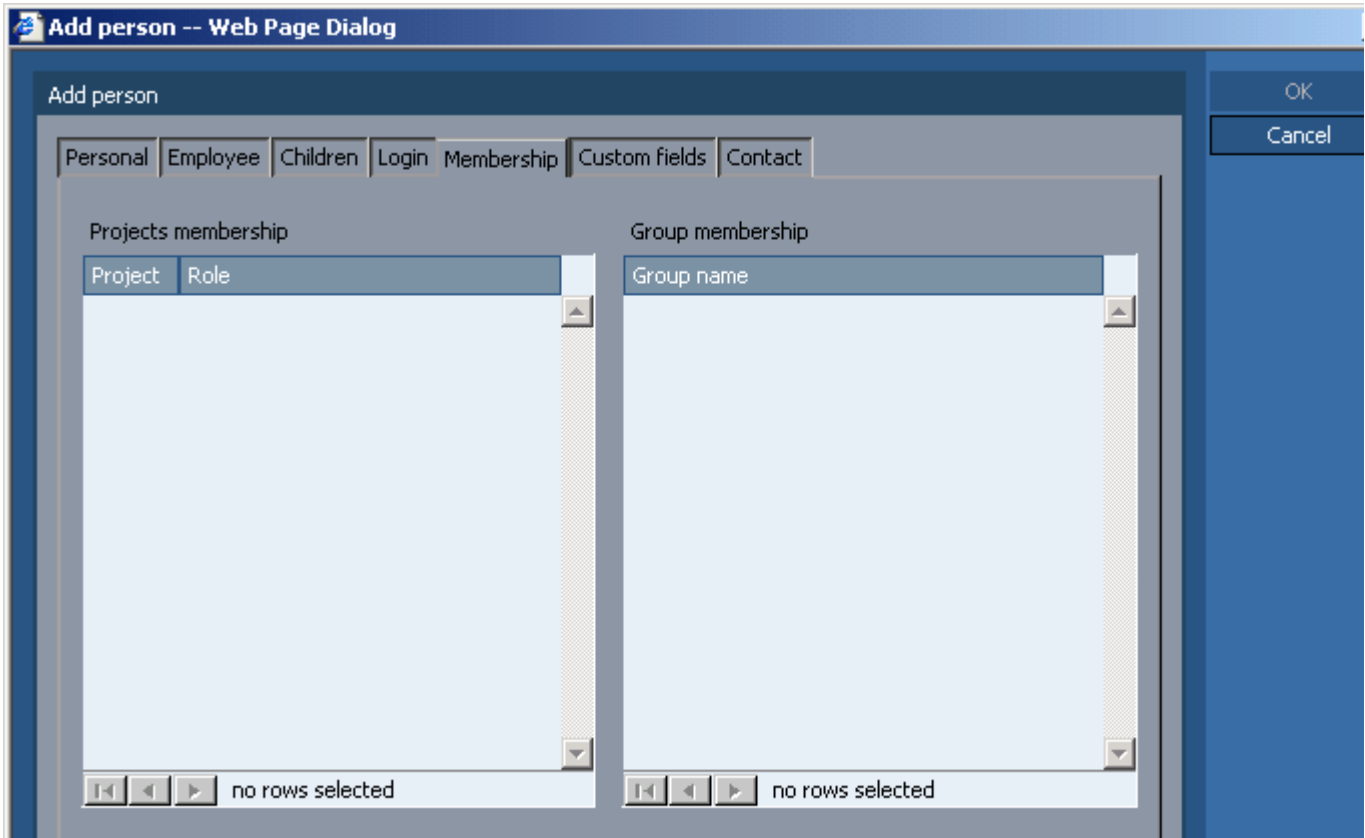 Add person -- Web Page Dialog
Add person
OK
Cancel
Personal Employee Children Login Membership Custom fields Contact
Projects membership Group membership
Project Role Group name
no rows selected no rows selected